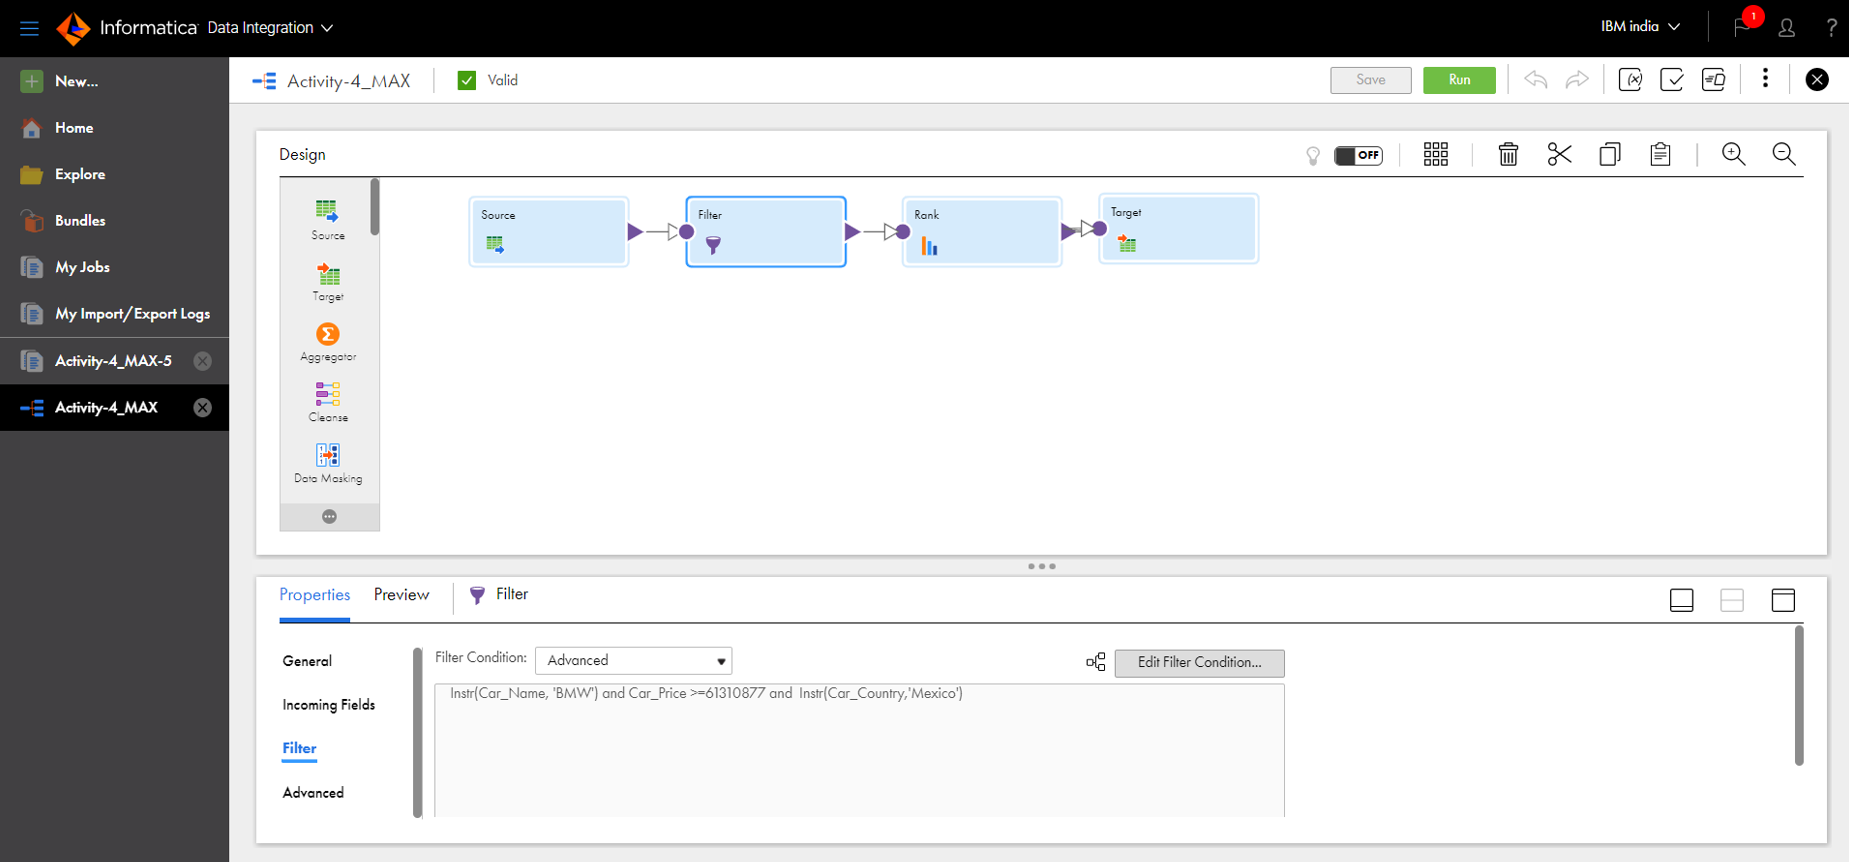 Informatica Data Integration
IBM india
1
?
New...
Home
Explore
Bundles
My Jobs
My Import/Export Logs
Activity-4_MAX-5
Activity-4_MAX
Activity-4_MAX
Valid
Save
Run
Design
OFF
Source
Target
Aggregator
Cleanse
Data Masking
Source
Filter
Rank
Target
Properties
Preview
Filter
General
Incoming Fields
Filter
Advanced
Filter Condition:
Advanced
Edit Filter Condition...
Instr(Car_Name, 'BMW') and Car_Price >=61310877 and  Instr(Car_Country,'Mexico')